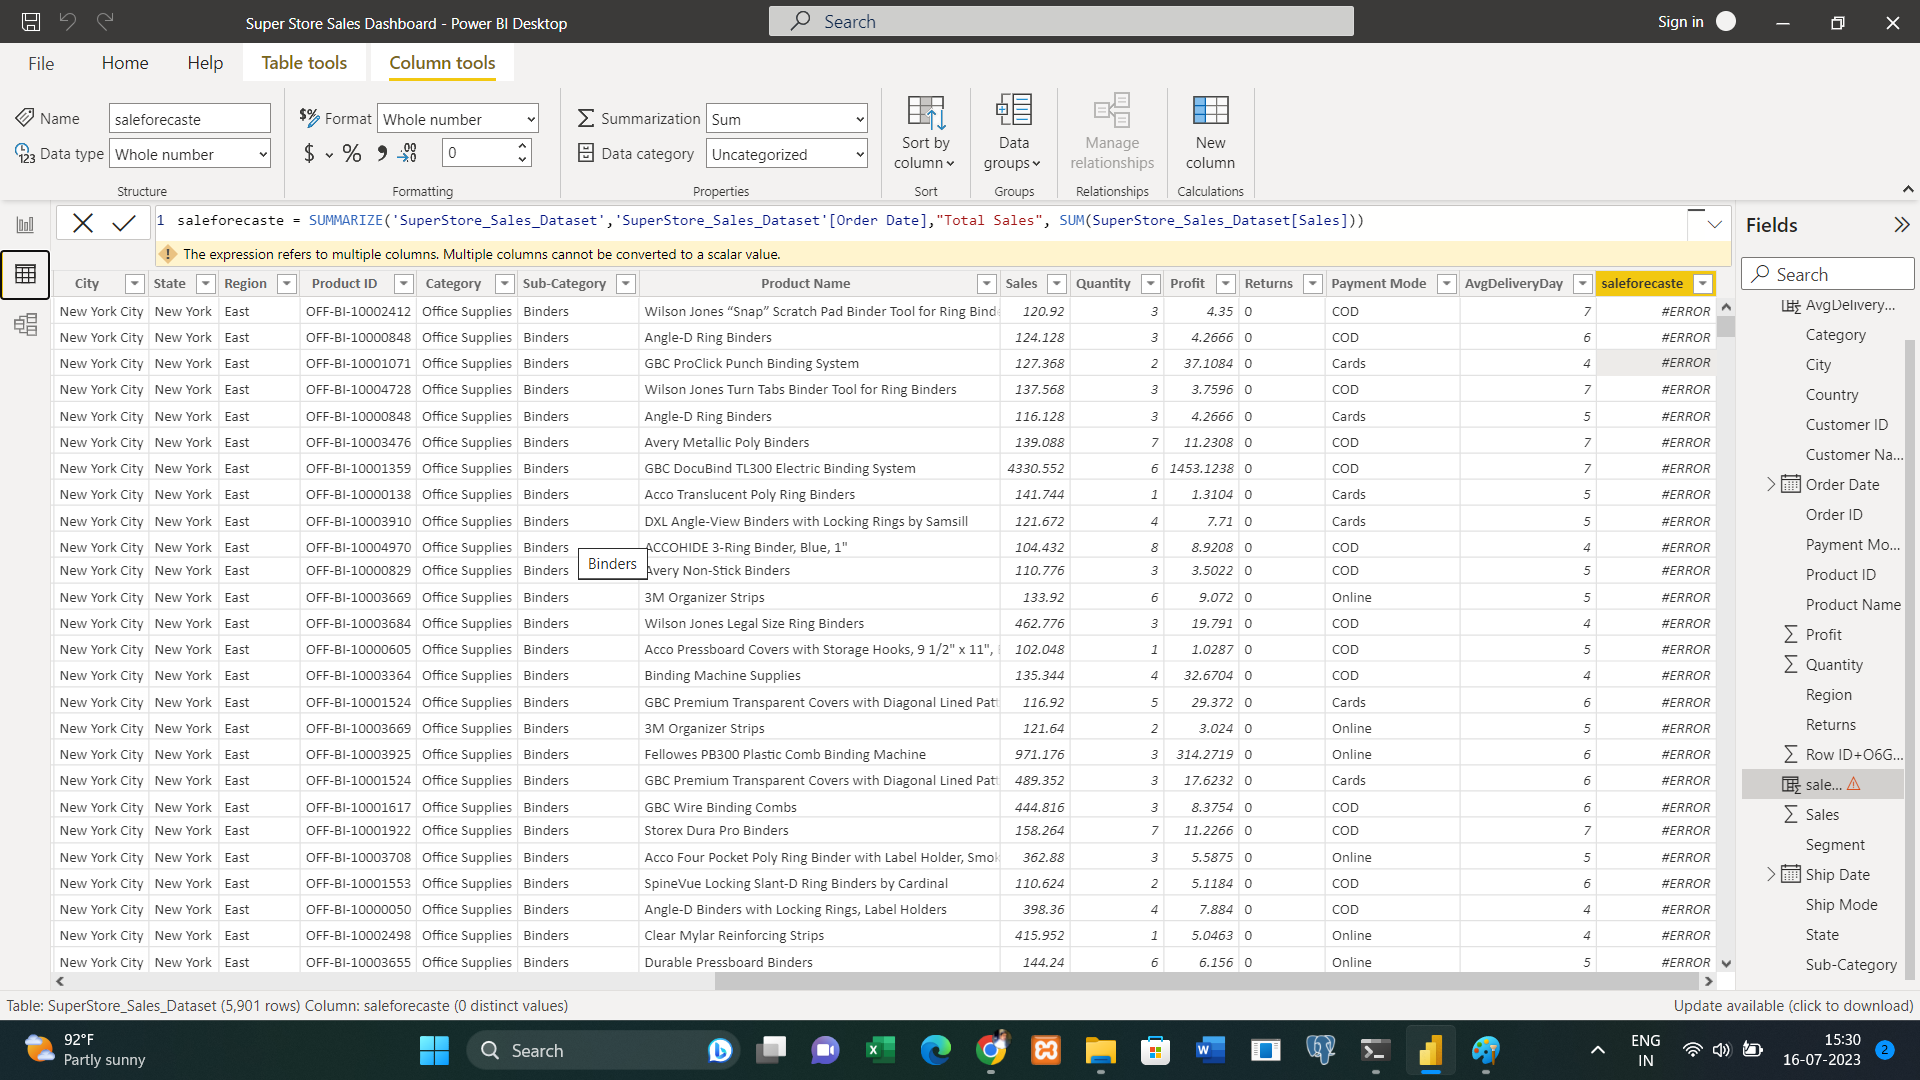 Super Store Sales Dashboard - Power BI Desktop Search Sign in
File Home Help Table tools Column tools
Name saleforecaste $% Format Whole number Summarization Sum
Data type Whole number $ % 0 Data category Uncategorized
Sort by column Data groups Manage relationships New column
Structure Formatting Properties Sort Groups Relationships Calculations
1 saleforecaste = SUMMARIZE('SuperStore_Sales_Dataset','SuperStore_Sales_Dataset'[Order Date],"Total Sales", SUM(SuperStore_Sales_Dataset[Sales]))
The expression refers to multiple columns. Multiple columns cannot be converted to a scalar value.
City State Region Product ID Category Sub-Category Product Name Sales Quantity Profit Returns Payment Mode AvgDeliveryDay saleforecaste
New York City New York East OFF-BI-10002412 Office Supplies Binders Wilson Jones “Snap” Scratch Pad Binder Tool for Ring Bind 120.92 3 4.35 0 COD 7 #ERROR
New York City New York East OFF-BI-10000848 Office Supplies Binders Angle-D Ring Binders 124.128 3 4.2666 0 COD 6 #ERROR
New York City New York East OFF-BI-10001071 Office Supplies Binders GBC ProClick Punch Binding System 127.368 2 37.1084 0 Cards 4 #ERROR
New York City New York East OFF-BI-10004728 Office Supplies Binders Wilson Jones Turn Tabs Binder Tool for Ring Binders 137.568 3 3.7596 0 COD 7 #ERROR
New York City New York East OFF-BI-10000848 Office Supplies Binders Angle-D Ring Binders 116.128 3 4.2666 0 Cards 5 #ERROR
New York City New York East OFF-BI-10003476 Office Supplies Binders Avery Metallic Poly Binders 139.088 7 11.2308 0 COD 7 #ERROR
New York City New York East OFF-BI-10001359 Office Supplies Binders GBC DocuBind TL300 Electric Binding System 4330.552 6 1453.1238 0 COD 7 #ERROR
New York City New York East OFF-BI-10000138 Office Supplies Binders Acco Translucent Poly Ring Binders 141.744 1 1.3104 0 Cards 5 #ERROR
New York City New York East OFF-BI-10003910 Office Supplies Binders DXL Angle-View Binders with Locking Rings by Samsill 121.672 4 7.71 0 Cards 5 #ERROR
New York City New York East OFF-BI-10004970 Office Supplies Binders ACCOHIDE 3-Ring Binder, Blue, 1" 104.432 8 8.9208 0 COD 4 #ERROR
Binders
New York City New York East OFF-BI-10000829 Office Supplies Binders Avery Non-Stick Binders 110.776 3 3.5022 0 COD 5 #ERROR
New York City New York East OFF-BI-10003669 Office Supplies Binders 3M Organizer Strips 133.92 6 9.072 0 Online 5 #ERROR
New York City New York East OFF-BI-10003684 Office Supplies Binders Wilson Jones Legal Size Ring Binders 462.776 3 19.791 0 COD 4 #ERROR
New York City New York East OFF-BI-10000605 Office Supplies Binders Acco Pressboard Covers with Storage Hooks, 9 1/2" x 11", 102.048 1 1.0287 0 COD 5 #ERROR
New York City New York East OFF-BI-10003364 Office Supplies Binders Binding Machine Supplies 135.344 4 32.6704 0 COD 4 #ERROR
New York City New York East OFF-BI-10001524 Office Supplies Binders GBC Premium Transparent Covers with Diagonal Lined Patt 116.92 5 29.372 0 Cards 6 #ERROR
New York City New York East OFF-BI-10003669 Office Supplies Binders 3M Organizer Strips 121.64 2 3.024 0 Online 5 #ERROR
New York City New York East OFF-BI-10003925 Office Supplies Binders Fellowes PB300 Plastic Comb Binding Machine 971.176 3 314.2719 0 Online 6 #ERROR
New York City New York East OFF-BI-10001524 Office Supplies Binders GBC Premium Transparent Covers with Diagonal Lined Patt 489.352 3 17.6232 0 Cards 6 #ERROR
New York City New York East OFF-BI-10001617 Office Supplies Binders GBC Wire Binding Combs 444.816 3 8.3754 0 COD 6 #ERROR
New York City New York East OFF-BI-10001922 Office Supplies Binders Storex Dura Pro Binders 158.264 7 11.2266 0 COD 7 #ERROR
New York City New York East OFF-BI-10003708 Office Supplies Binders Acco Four Pocket Poly Ring Binder with Label Holder, Smok 362.88 3 5.5875 0 Online 5 #ERROR
New York City New York East OFF-BI-10001553 Office Supplies Binders SpineVue Locking Slant-D Ring Binders by Cardinal 110.624 2 5.1184 0 COD 6 #ERROR
New York City New York East OFF-BI-10000050 Office Supplies Binders Angle-D Binders with Locking Rings, Label Holders 398.36 4 7.884 0 COD 4 #ERROR
New York City New York East OFF-BI-10002498 Office Supplies Binders Clear Mylar Reinforcing Strips 415.952 1 5.0463 0 Online 4 #ERROR
New York City New York East OFF-BI-10003655 Office Supplies Binders Durable Pressboard Binders 144.24 6 6.156 0 Online 5 #ERROR
Fields
Search
AvgDelivery...
Category
City
Country
Customer ID
Customer Na...
Order Date
Order ID
Payment Mo...
Product ID
Product Name
Profit
Quantity
Region
Returns
Row ID+O6G...
sale...
Sales
Segment
Ship Date
Ship Mode
State
Sub-Category
Table: SuperStore_Sales_Dataset (5,901 rows) Column: saleforecaste (0 distinct values) Update available (click to download)
92°F
Partly sunny
Search
ENG
IN
15:30
16-07-2023
2